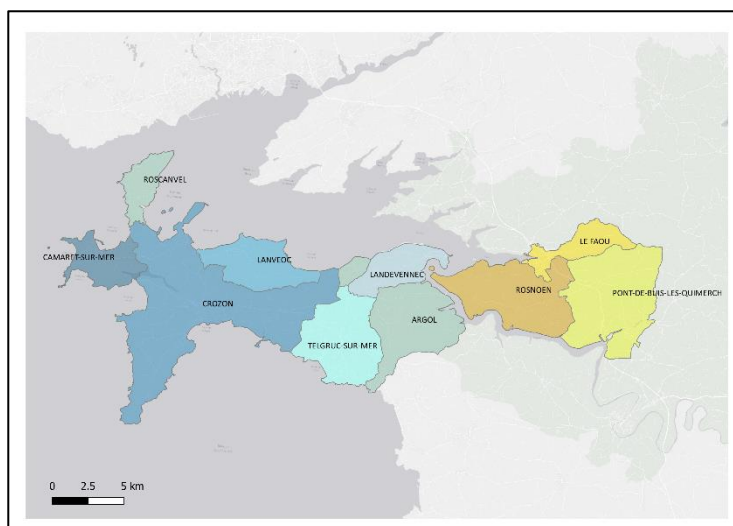 ROSCANVEL
CAMARET-SUR-MER
LANVEOC
LE FAOU
LANDEVENNEC
ROSNOEN
PONT-DE-BUIS-LES-QUIMERCH
CROZON
ARGOL
TELGRUC-SUR-MER
0 2.5 5 km